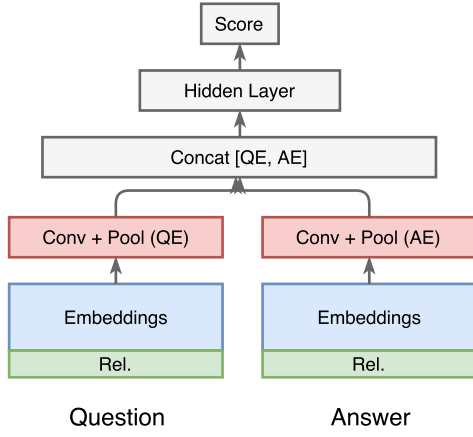 Score
Hidden Layer
Concat [QE, AE]
Conv + Pool (QE)
Conv + Pool (AE)
Embeddings
Embeddings
Rel.
Rel.
Question
Answer